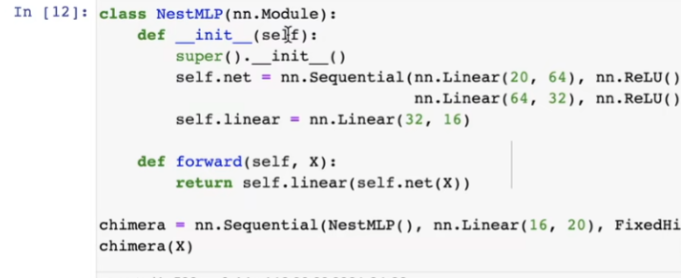 In [12]: class NestMLP(nn.Module):
def __init__(self):
super().__init__()
self.net = nn.Sequential(nn.Linear(20, 64), nn.ReLU()
nn.Linear(64, 32), nn.ReLU()
self.linear = nn.Linear(32, 16)
def forward(self, X):
return self.linear(self.net(X))
chimera = nn.Sequential(NestMLP(), nn.Linear(16, 20), FixedHi
chimera(X)